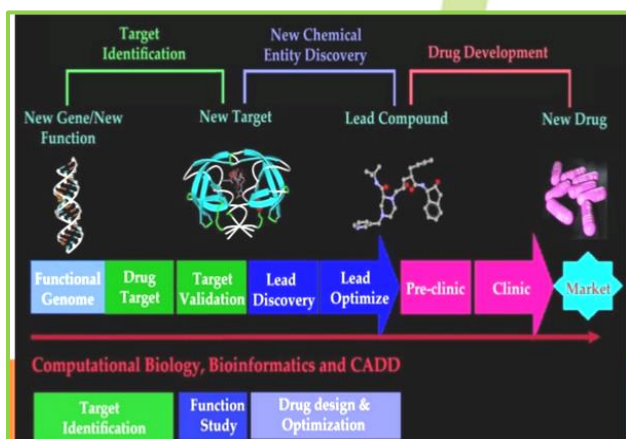 Target
Identification
New Chemical
Entity Discovery
Drug Development
New Gene/New
Function
New Target
Lead Compound
New Drug
Functional
Genome
Drug
Target
Target
Validation
Lead
Discovery
Lead
Optimize
Pre-clinic
Clinic
Market
Computational Biology, Bioinformatics and CADD
Target
Identification
Function
Study
Drug design &
Optimization